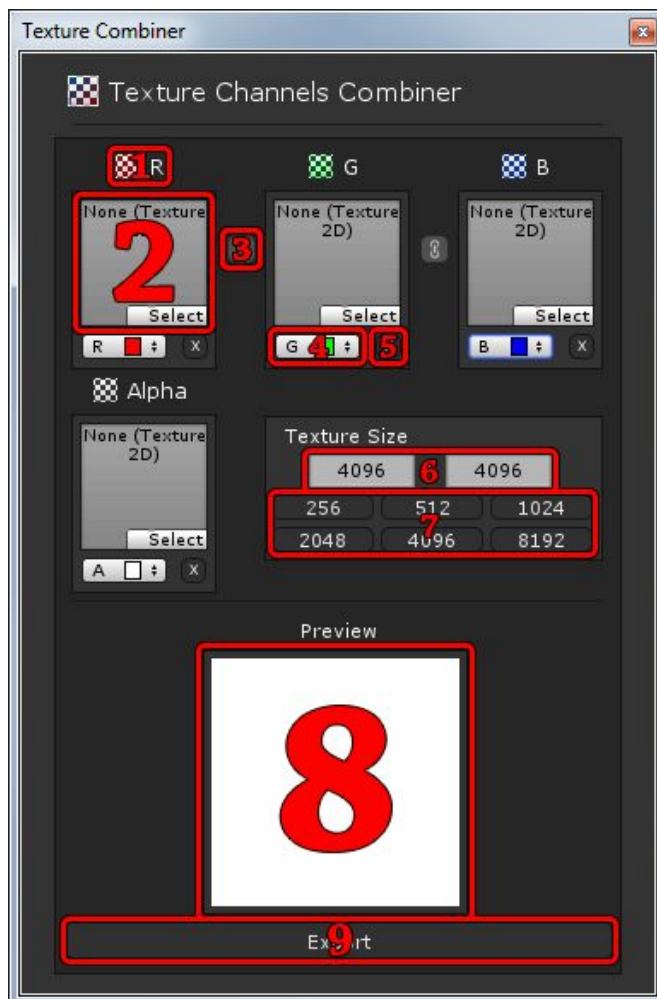 Texture Combiner
x
Texture Channels Combiner
1 R
G
B
None (Texture
2
Select
3
None (Texture
2D)
Select
None (Texture
2D)
Select
R
x
G 4
5
B
x
Alpha
None (Texture
2D)
Select
A
x
Texture Size
4096 6 4096
256 512 1024
7
2048 4096 8192
Preview
8
Export
9